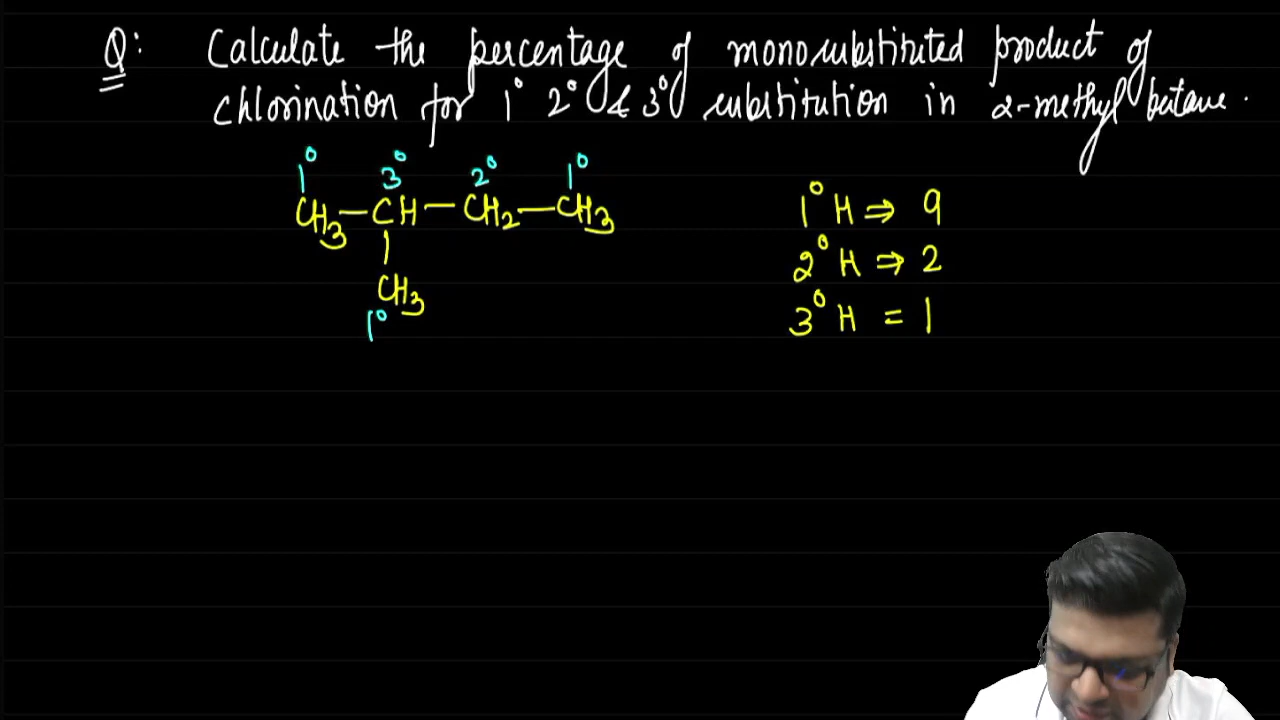 Q: Calculate the percentage of monosubstituted product of
chlorination for 1° 2° & 3° substitution in 2-methyl butane.
1° 3° 2° 1°
CH3—CH—CH2—CH3
CH3
1°
1° H ⇒ 9
2° H ⇒ 2
3° H = 1